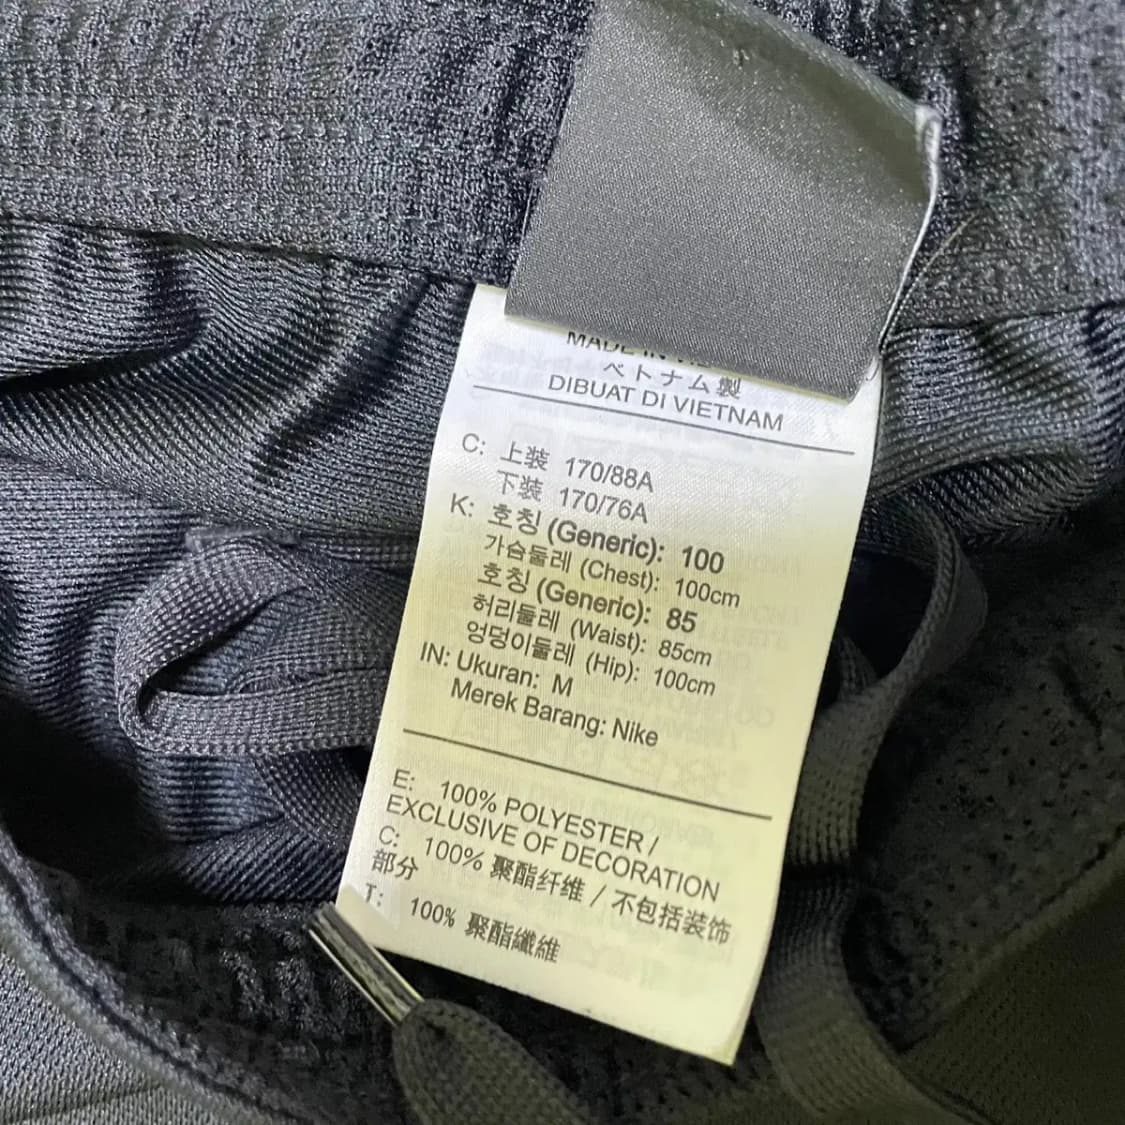 MADE IN
ベトナム製
DIBUAT DI VIETNAM
C: 上装 170/88A
下装 170/76A
K: 호칭 (Generic): 100
가슴둘레 (Chest): 100cm
호칭 (Generic): 85
허리둘레 (Waist): 85cm
엉덩이둘레 (Hip): 100cm
IN: Ukuran: M
Merek Barang: Nike
E: 100% POLYESTER /
EXCLUSIVE OF DECORATION
C: 100% 聚酯纤维 / 不包括装饰
部分
T: 100% 聚酯纖維